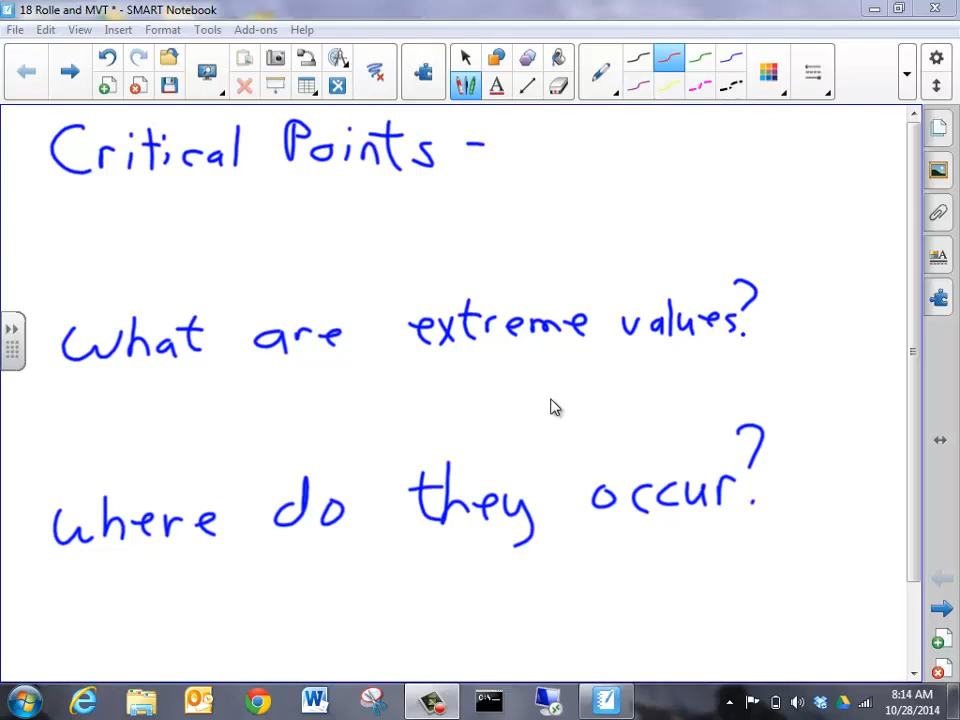 18 Rolle and MVT * - SMART Notebook
File Edit View Insert Format Tools Add-ons Help
Critical Points -
What are extreme values?
where do they occur?
8:14 AM
10/28/2014